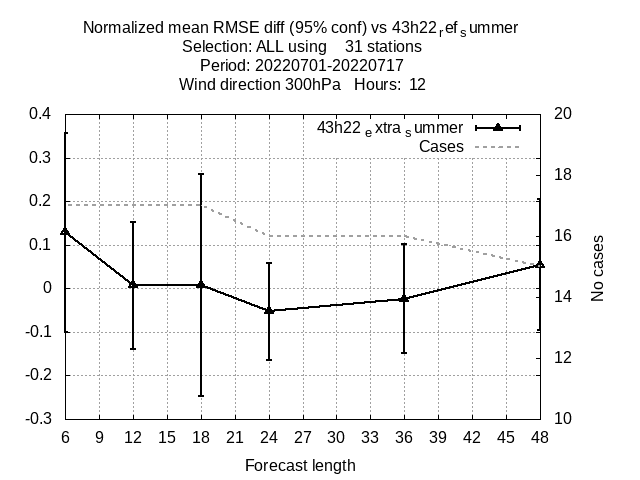 Normalized mean RMSE diff (95% conf) vs 43h22refsummer
Selection: ALL using 31 stations
Period: 20220701-20220717
Wind direction 300hPa Hours: 12
43h22extrasummer
Cases
0.4
0.3
0.2
0.1
0
-0.1
-0.2
-0.3
20
18
16
14
12
10
No cases
6 9 12 15 18 21 24 27 30 33 36 39 42 45 48
Forecast length